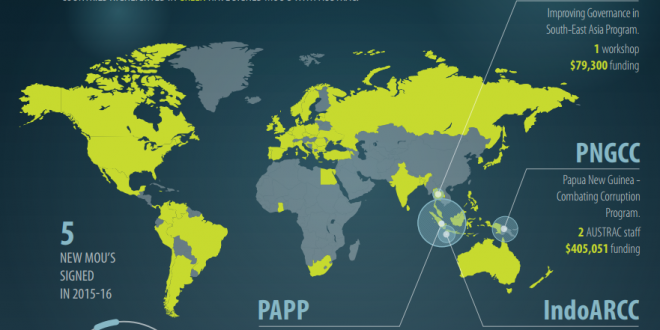 COUNTRIES HIGHLIGHTED IN GREEN HAVE SIGNED MOU'S WITH AUSTRAC
Improving Governance in
South-East Asia Program.
1 workshop
$79,300 funding
PNGCC
Papua New Guinea -
Combating Corruption
Program.
2 AUSTRAC staff
$405,051 funding
5
NEW MOU'S
SIGNED
IN 2015-16
PAPP
IndoARCC